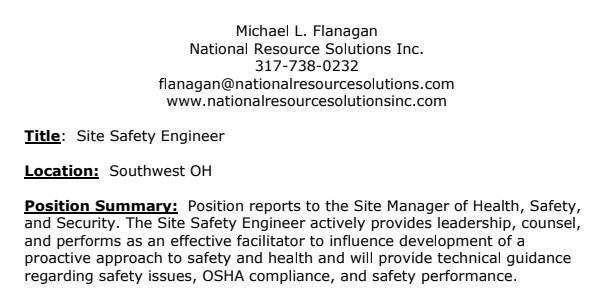 Michael L. Flanagan
National Resource Solutions Inc.
317-738-0232
flanagan@nationalresourcesolutions.com
www.nationalresourcesolutionsinc.com
Title:  Site Safety Engineer
Location:  Southwest OH
Position Summary:  Position reports to the Site Manager of Health, Safety,
and Security. The Site Safety Engineer actively provides leadership, counsel,
and performs as an effective facilitator to influence development of a
proactive approach to safety and health and will provide technical guidance
regarding safety issues, OSHA compliance, and safety performance.